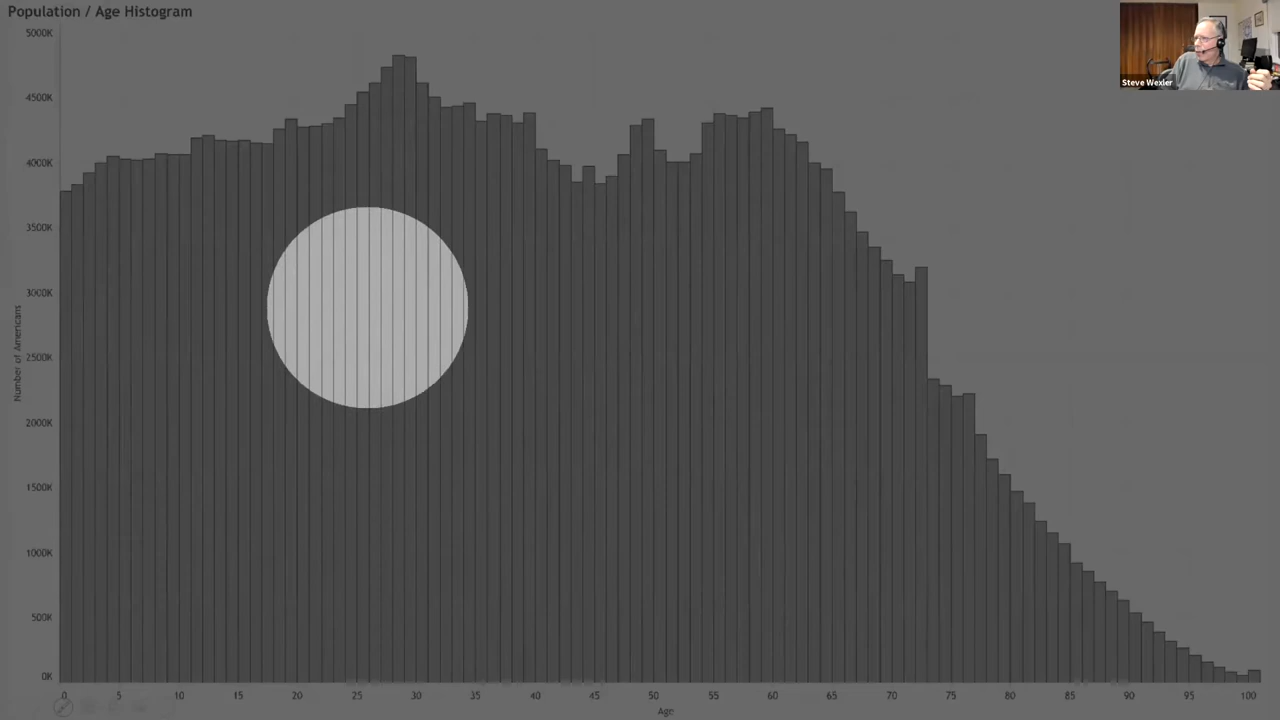 Population / Age Histogram
Steve Wexler
5000K
4500K
4000K
3500K
3000K
2500K
2000K
1500K
1000K
500K
0K
Number of Americans
0 5 10 15 20 25 30 35 40 45 50 55 60 65 70 75 80 85 90 95 100
Age